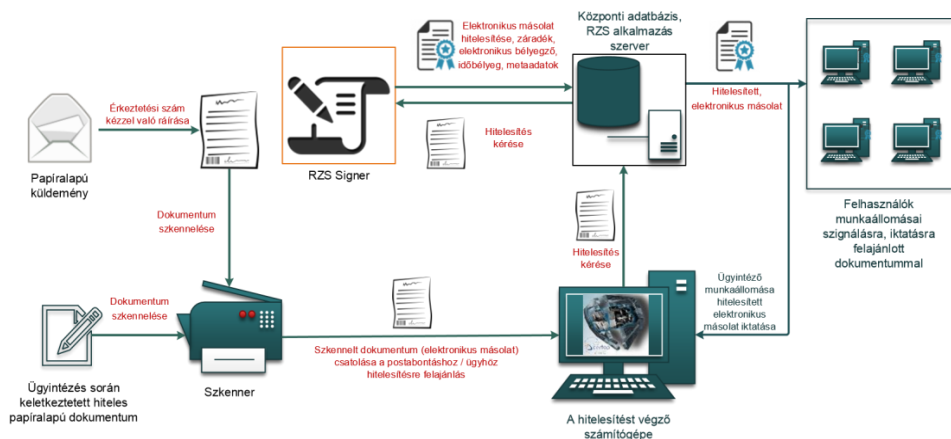 Elektronikus másolat
hitelesítése, záradék,
elektronikus bélyegző,
időbélyeg, metaadatok
Központi adatbázis,
RZS alkalmazás
szerver
Érkeztetési szám
kézzel való ráírása
Hitelesített,
elektronikus másolat
Hitelesítés
kérése
Papíralapú
küldemény
RZS Signer
Felhasználók
munkaállomásai
szignálásra, iktatásra
felajánlott
dokumentummal
Dokumentum
szkennelése
Hitelesítés
kérése
Ügyintéző
munkaállomása
hitelesített
elektronikus
másolat iktatása
Dokumentum
szkennelése
Szkennelt dokumentum (elektronikus másolat)
csatolása a postabontáshoz / ügyhöz
hitelesítésre felajánlás
Ügyintézés során
keletkeztetett hiteles
papíralapú dokumentum
Szkenner
A hitelesítést végző
számítógépe